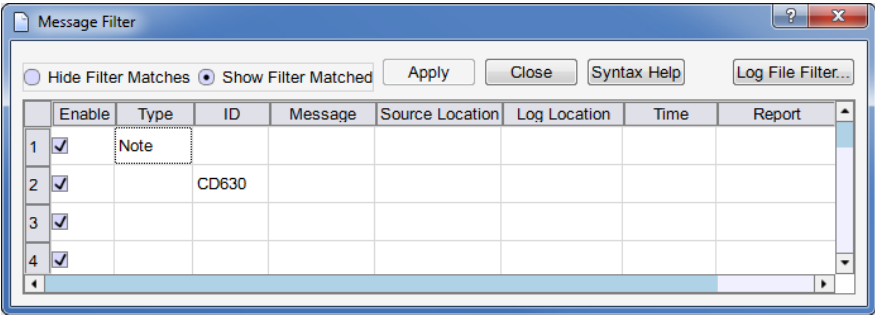 Message Filter
Hide Filter Matches Show Filter Matched Apply Close Syntax Help Log File Filter...
Enable Type ID Message Source Location Log Location Time Report
1 Note
2 CD630
3
4